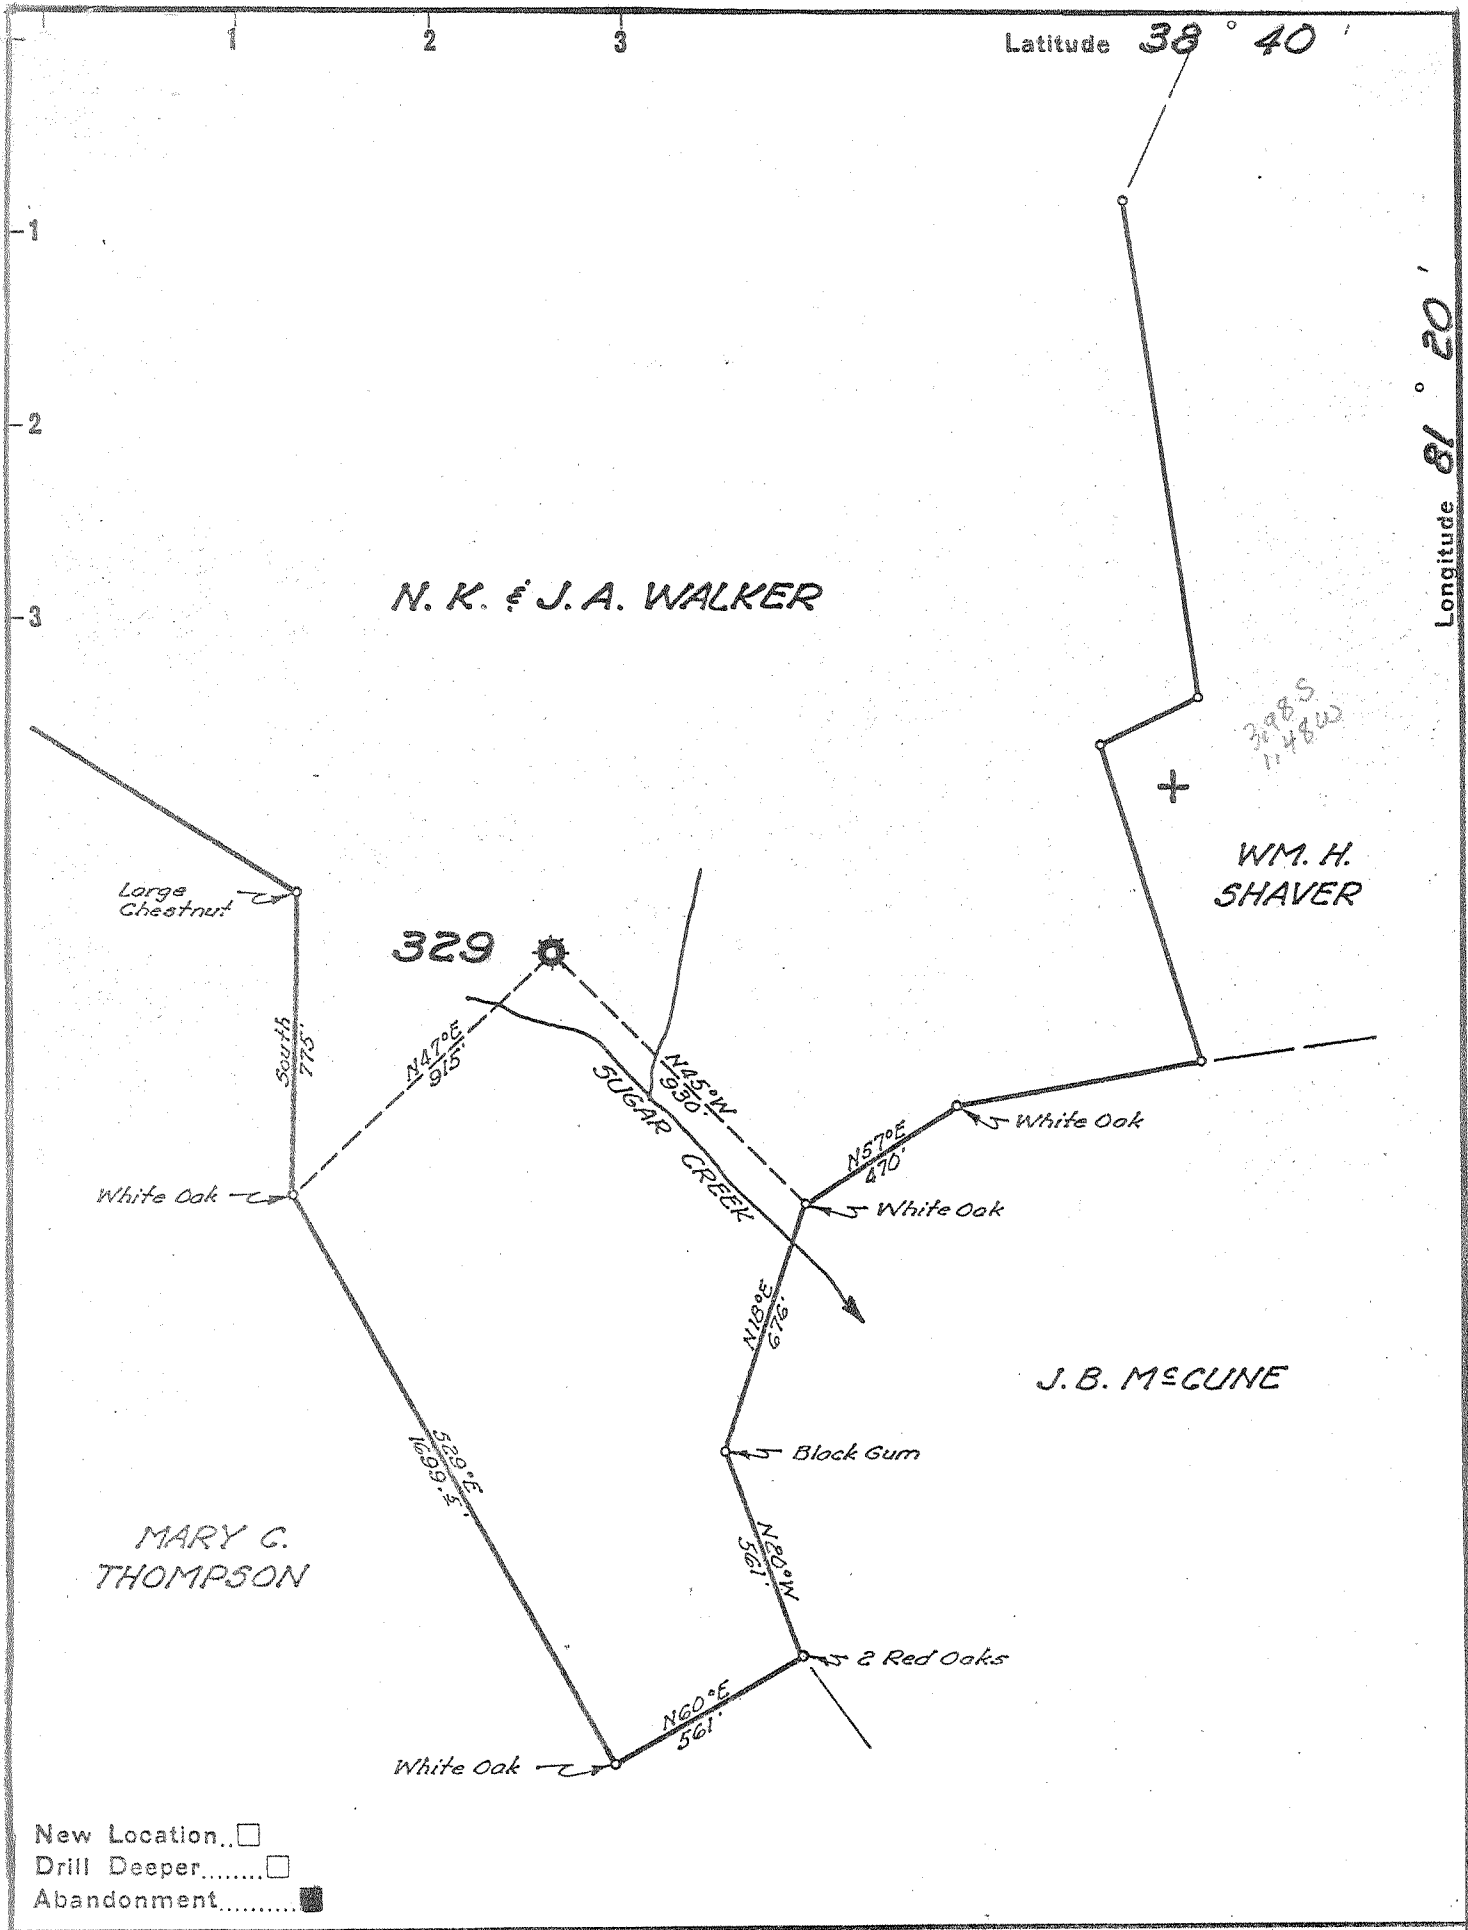 1 2 3
Latitude 38° 40'
1
2
3
Longitude 81° 20'
N. K. & J. A. WALKER
3.98 S
1.48 W
WM. H.
SHAVER
Large
Chestnut
329
South
775'
N47°E
915'
N45°W
930'
SUGAR CREEK
White Oak
N57°E
470'
White Oak
White Oak
N18°E
676'
J. B. McCUNE
Black Gum
S29°E
1699.5'
N20°W
561'
MARY C.
THOMPSON
2 Red Oaks
N60°E
561'
White Oak
New Location..
Drill Deeper........
Abandonment..........